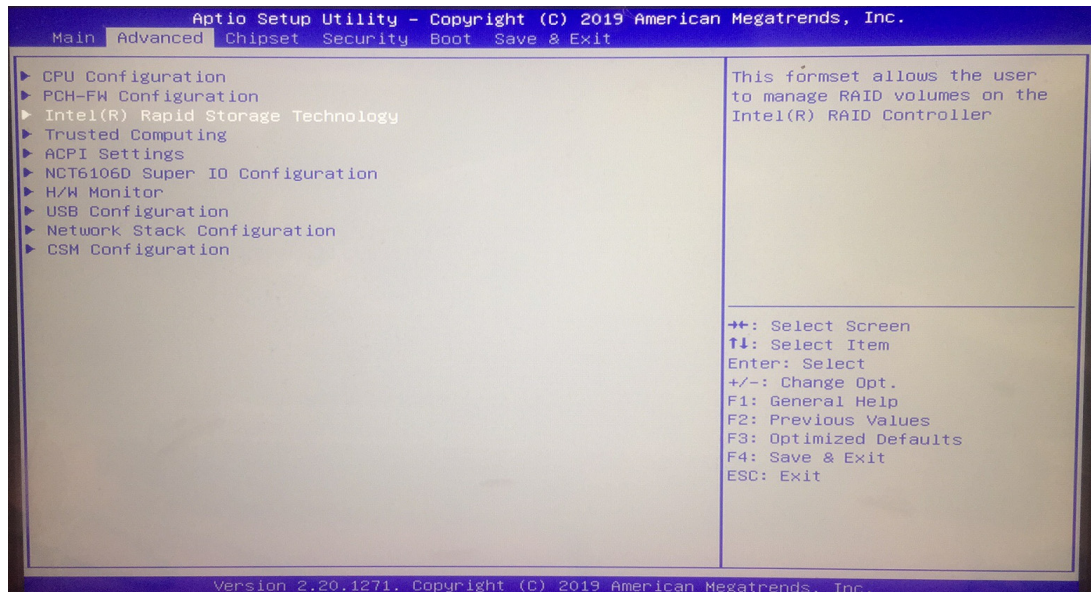 Aptio Setup Utility – Copyright (C) 2019 American Megatrends, Inc.
Main Advanced Chipset Security Boot Save & Exit
▶ CPU Configuration
▶ PCH-FW Configuration
▶ Intel(R) Rapid Storage Technology
▶ Trusted Computing
▶ ACPI Settings
▶ NCT6106D Super IO Configuration
▶ H/W Monitor
▶ USB Configuration
▶ Network Stack Configuration
▶ CSM Configuration
This formset allows the user
to manage RAID volumes on the
Intel(R) RAID Controller
→←: Select Screen
↑↓: Select Item
Enter: Select
+/-: Change Opt.
F1: General Help
F2: Previous Values
F3: Optimized Defaults
F4: Save & Exit
ESC: Exit
Version 2.20.1271. Copyright (C) 2019 American Megatrends, Inc.